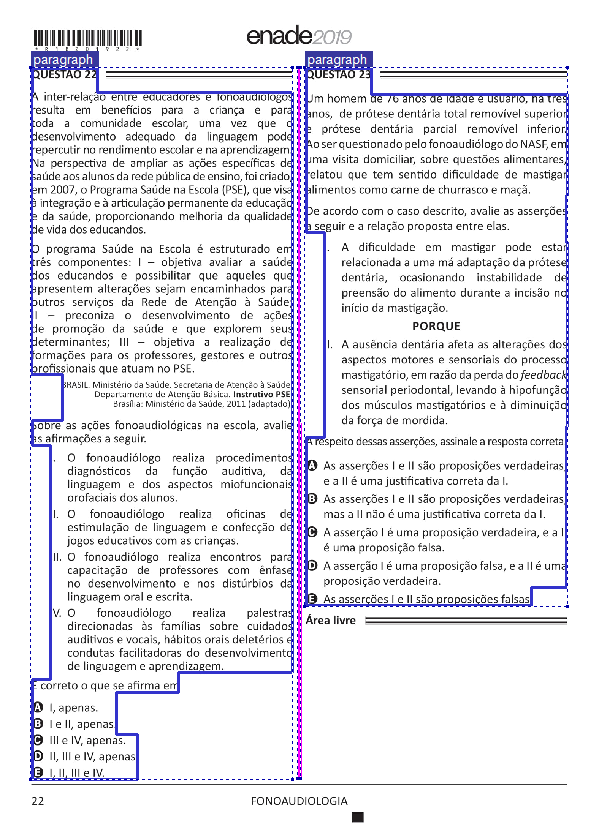 *R1820192​2*
enade2019
paragraph
QUESTÃO 22
A inter-relação entre educadores e fonoaudiólogos
resulta em benefícios para a criança e para
toda a comunidade escolar, uma vez que o
desenvolvimento adequado da linguagem pode
repercutir no rendimento escolar e na aprendizagem.
Na perspectiva de ampliar as ações específicas de
saúde aos alunos da rede pública de ensino, foi criado,
em 2007, o Programa Saúde na Escola (PSE), que visa
à integração e à articulação permanente da educação
e da saúde, proporcionando melhoria da qualidade
de vida dos educandos.
O programa Saúde na Escola é estruturado em
três componentes: I – objetiva avaliar a saúde
dos educandos e possibilitar que aqueles que
apresentem alterações sejam encaminhados para
outros serviços da Rede de Atenção à Saúde;
II – preconiza o desenvolvimento de ações
de promoção da saúde e que explorem seus
determinantes; III – objetiva a realização de
formações para os professores, gestores e outros
profissionais que atuam no PSE.
BRASIL. Ministério da Saúde. Secretaria de Atenção à Saúde.
Departamento de Atenção Básica. Instrutivo PSE.
Brasília: Ministério da Saúde, 2011 (adaptado).
Sobre as ações fonoaudiológicas na escola, avalie
as afirmações a seguir.
I. O fonoaudiólogo realiza procedimentos
diagnósticos da função auditiva, da
linguagem e dos aspectos miofuncionais
orofaciais dos alunos.
II. O fonoaudiólogo realiza oficinas de
estimulação de linguagem e confecção de
jogos educativos com as crianças.
III. O fonoaudiólogo realiza encontros para
capacitação de professores com ênfase
no desenvolvimento e nos distúrbios da
linguagem oral e escrita.
IV. O fonoaudiólogo realiza palestras
direcionadas às famílias sobre cuidados
auditivos e vocais, hábitos orais deletérios e
condutas facilitadoras do desenvolvimento
de linguagem e aprendizagem.
É correto o que se afirma em
A I, apenas.
B I e II, apenas.
C III e IV, apenas.
D II, III e IV, apenas.
E I, II, III e IV.
paragraph
QUESTÃO 23
Um homem de 76 anos de idade é usuário, há três
anos, de prótese dentária total removível superior
e prótese dentária parcial removível inferior.
Ao ser questionado pelo fonoaudiólogo do NASF, em
uma visita domiciliar, sobre questões alimentares,
relatou que tem sentido dificuldade de mastigar
alimentos como carne de churrasco e maçã.
De acordo com o caso descrito, avalie as asserções
a seguir e a relação proposta entre elas.
I. A dificuldade em mastigar pode estar
relacionada a uma má adaptação da prótese
dentária, ocasionando instabilidade de
preensão do alimento durante a incisão no
início da mastigação.
PORQUE
II. A ausência dentária afeta as alterações dos
aspectos motores e sensoriais do processo
mastigatório, em razão da perda do feedback
sensorial periodontal, levando à hipofunção
dos músculos mastigatórios e à diminuição
da força de mordida.
A respeito dessas asserções, assinale a resposta correta.
A As asserções I e II são proposições verdadeiras,
e a II é uma justificativa correta da I.
B As asserções I e II são proposições verdadeiras,
mas a II não é uma justificativa correta da I.
C A asserção I é uma proposição verdadeira, e a II
é uma proposição falsa.
D A asserção I é uma proposição falsa, e a II é uma
proposição verdadeira.
E As asserções I e II são proposições falsas.
Área livre
22
FONOAUDIOLOGIA